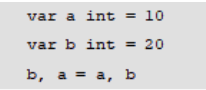 var a int = 10
var b int = 20
b, a = a, b